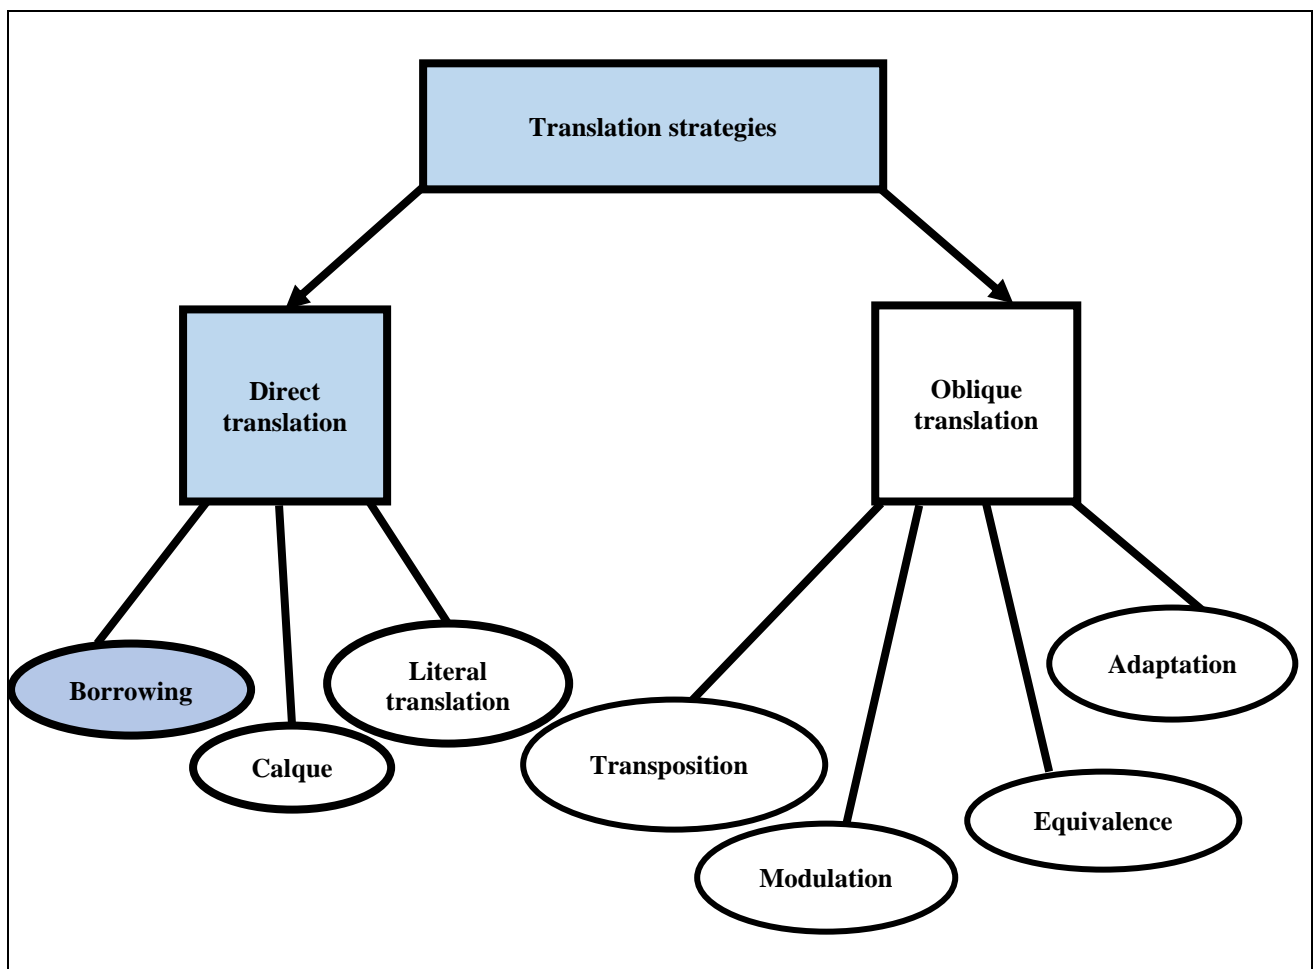 Translation strategies
Direct
translation
Oblique
translation
Borrowing
Calque
Literal
translation
Transposition
Modulation
Equivalence
Adaptation